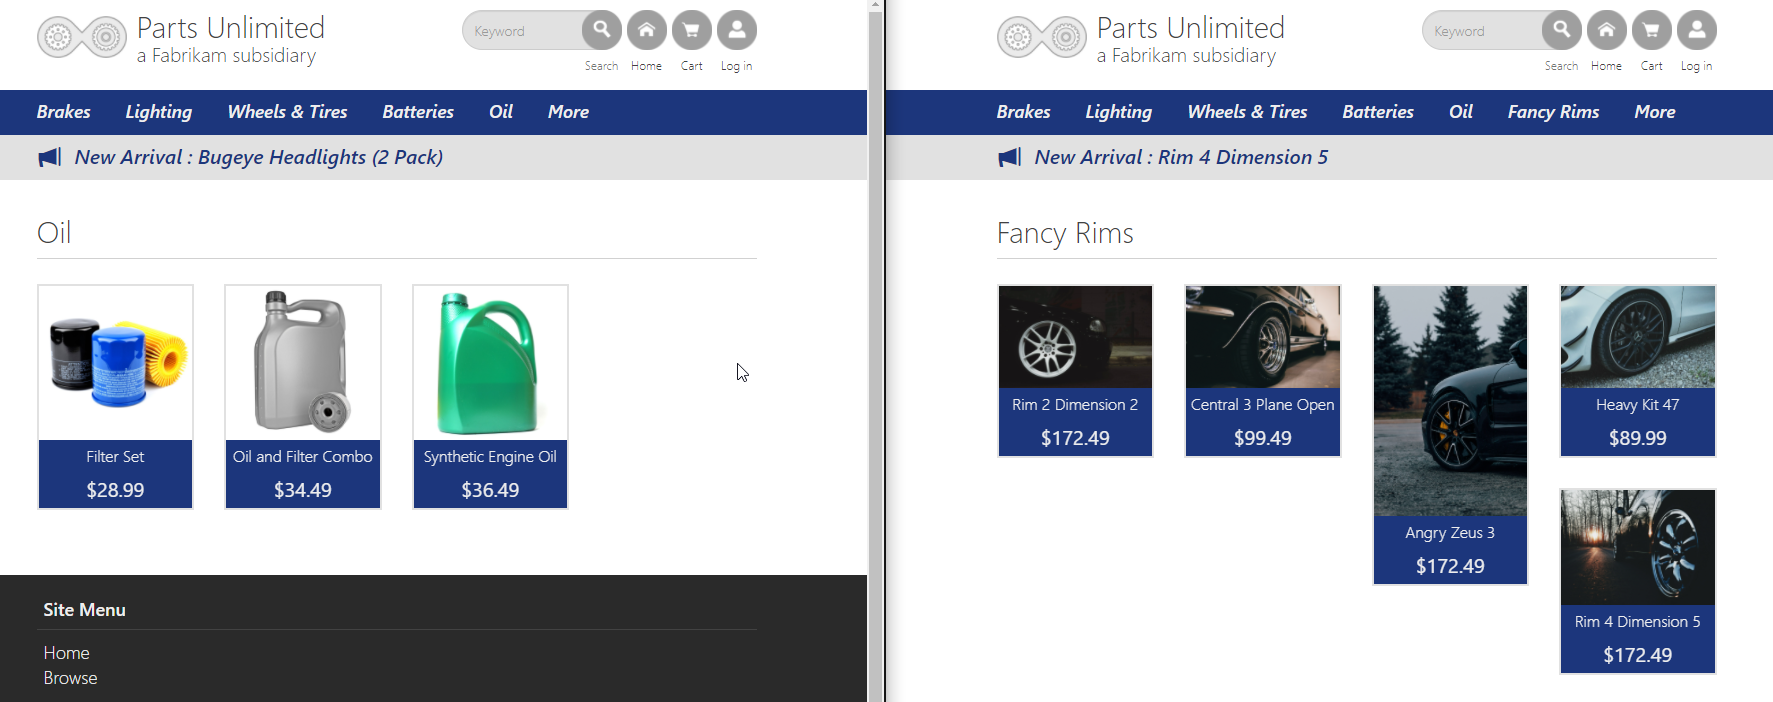 Parts Unlimited
a Fabrikam subsidiary
Keyword
Search Home Cart Log in
Brakes Lighting Wheels & Tires Batteries Oil More
New Arrival : Bugeye Headlights (2 Pack)
Oil
Filter Set
$28.99
Oil and Filter Combo
$34.49
Synthetic Engine Oil
$36.49
Site Menu
Home
Browse
Parts Unlimited
a Fabrikam subsidiary
Keyword
Search Home Cart Log in
Brakes Lighting Wheels & Tires Batteries Oil Fancy Rims More
New Arrival : Rim 4 Dimension 5
Fancy Rims
Rim 2 Dimension 2
$172.49
Central 3 Plane Open
$99.49
Angry Zeus 3
$172.49
Heavy Kit 47
$89.99
Rim 4 Dimension 5
$172.49